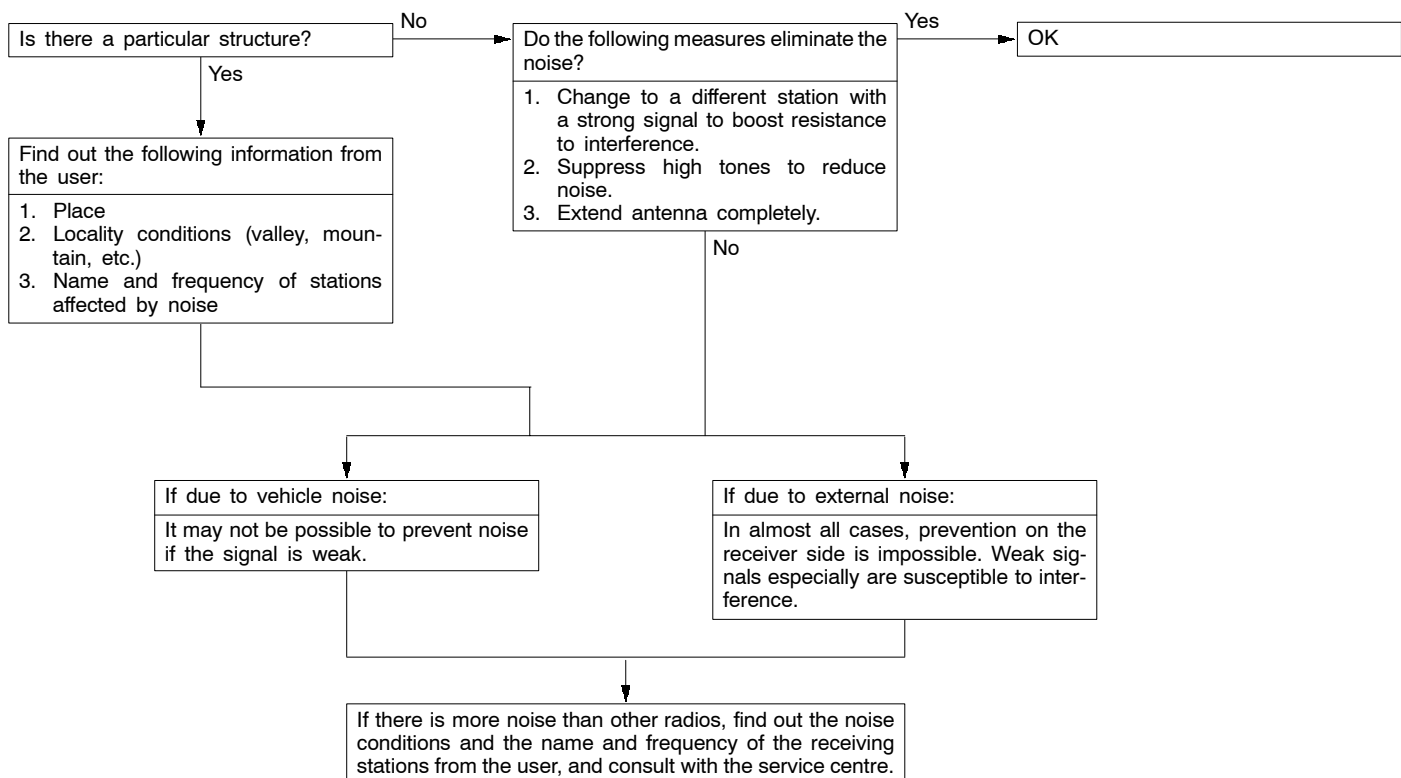 Is there a particular structure?
No
Do the following measures eliminate the
noise?
1. Change to a different station with
a strong signal to boost resistance
to interference.
2. Suppress high tones to reduce
noise.
3. Extend antenna completely.
Yes
OK
Yes
Find out the following information from
the user:
1. Place
2. Locality conditions (valley, moun-
tain, etc.)
3. Name and frequency of stations
affected by noise
No
If due to vehicle noise:
It may not be possible to prevent noise
if the signal is weak.
If due to external noise:
In almost all cases, prevention on the
receiver side is impossible. Weak sig-
nals especially are susceptible to inter-
ference.
If there is more noise than other radios, find out the noise
conditions and the name and frequency of the receiving
stations from the user, and consult with the service centre.